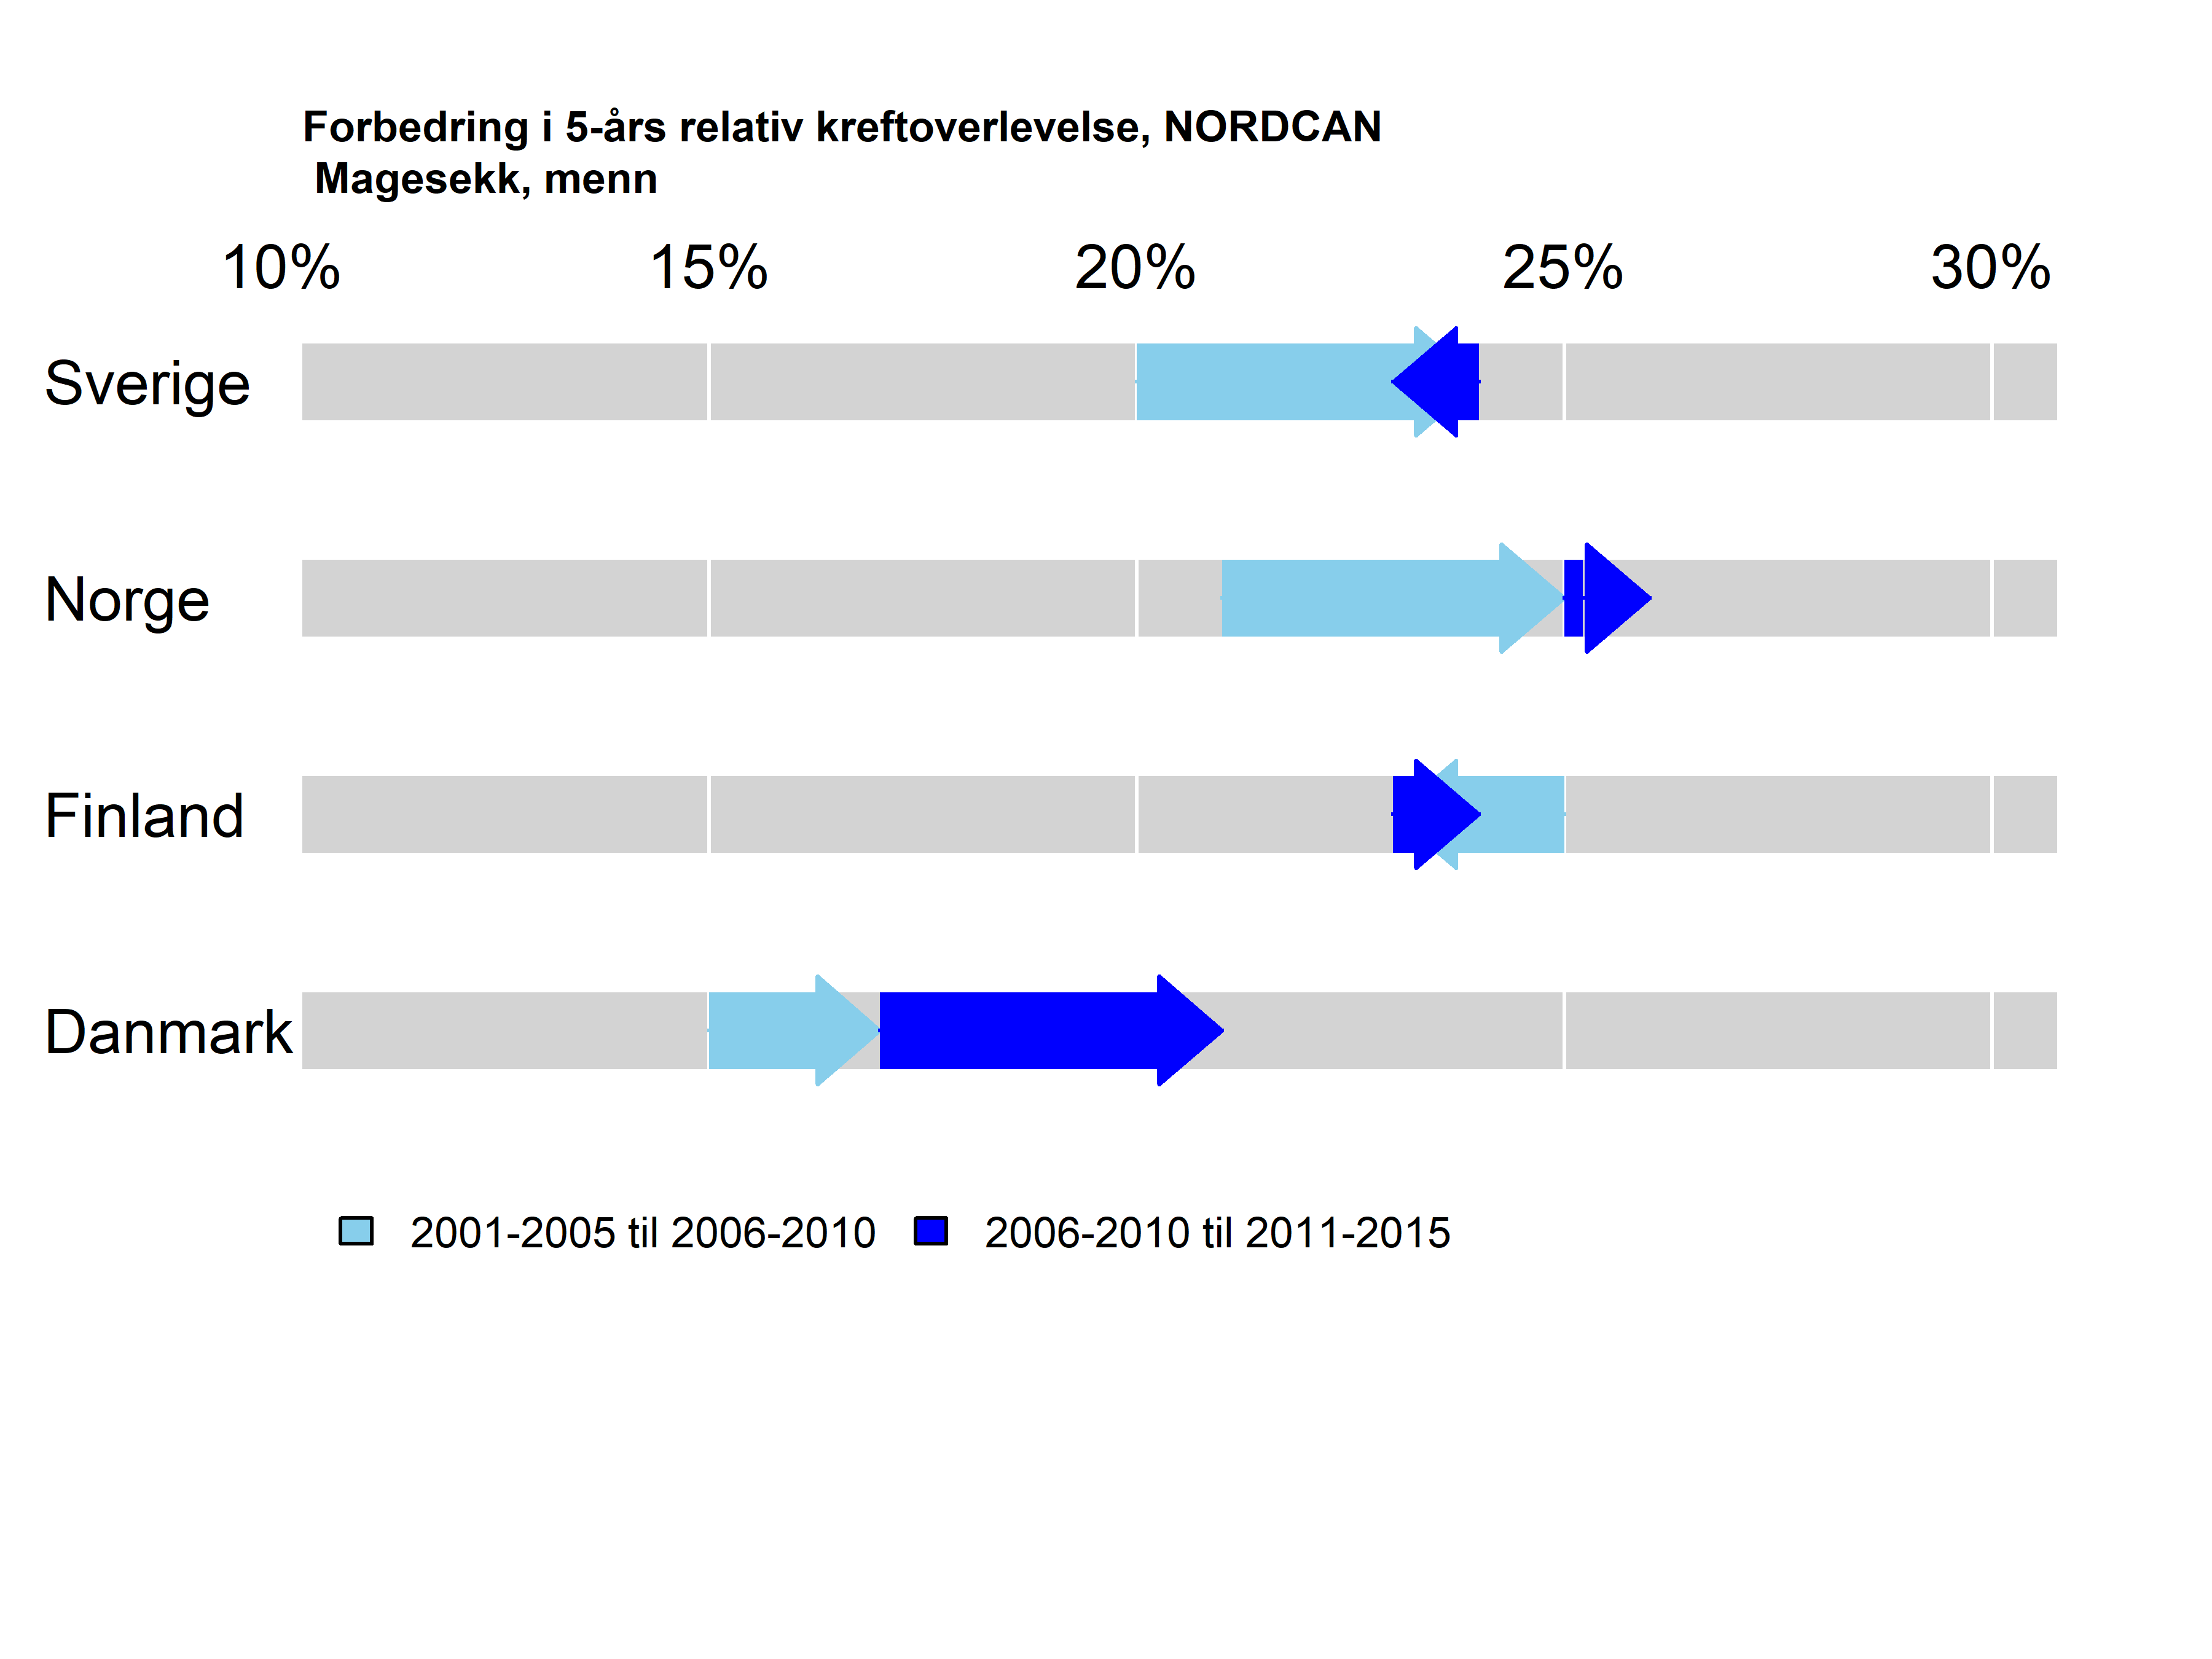 Forbedring i 5-års relativ kreftoverlevelse, NORDCAN
Magesekk, menn
10% 15% 20% 25% 30%
Sverige
Norge
Finland
Danmark
2001-2005 til 2006-2010 2006-2010 til 2011-2015